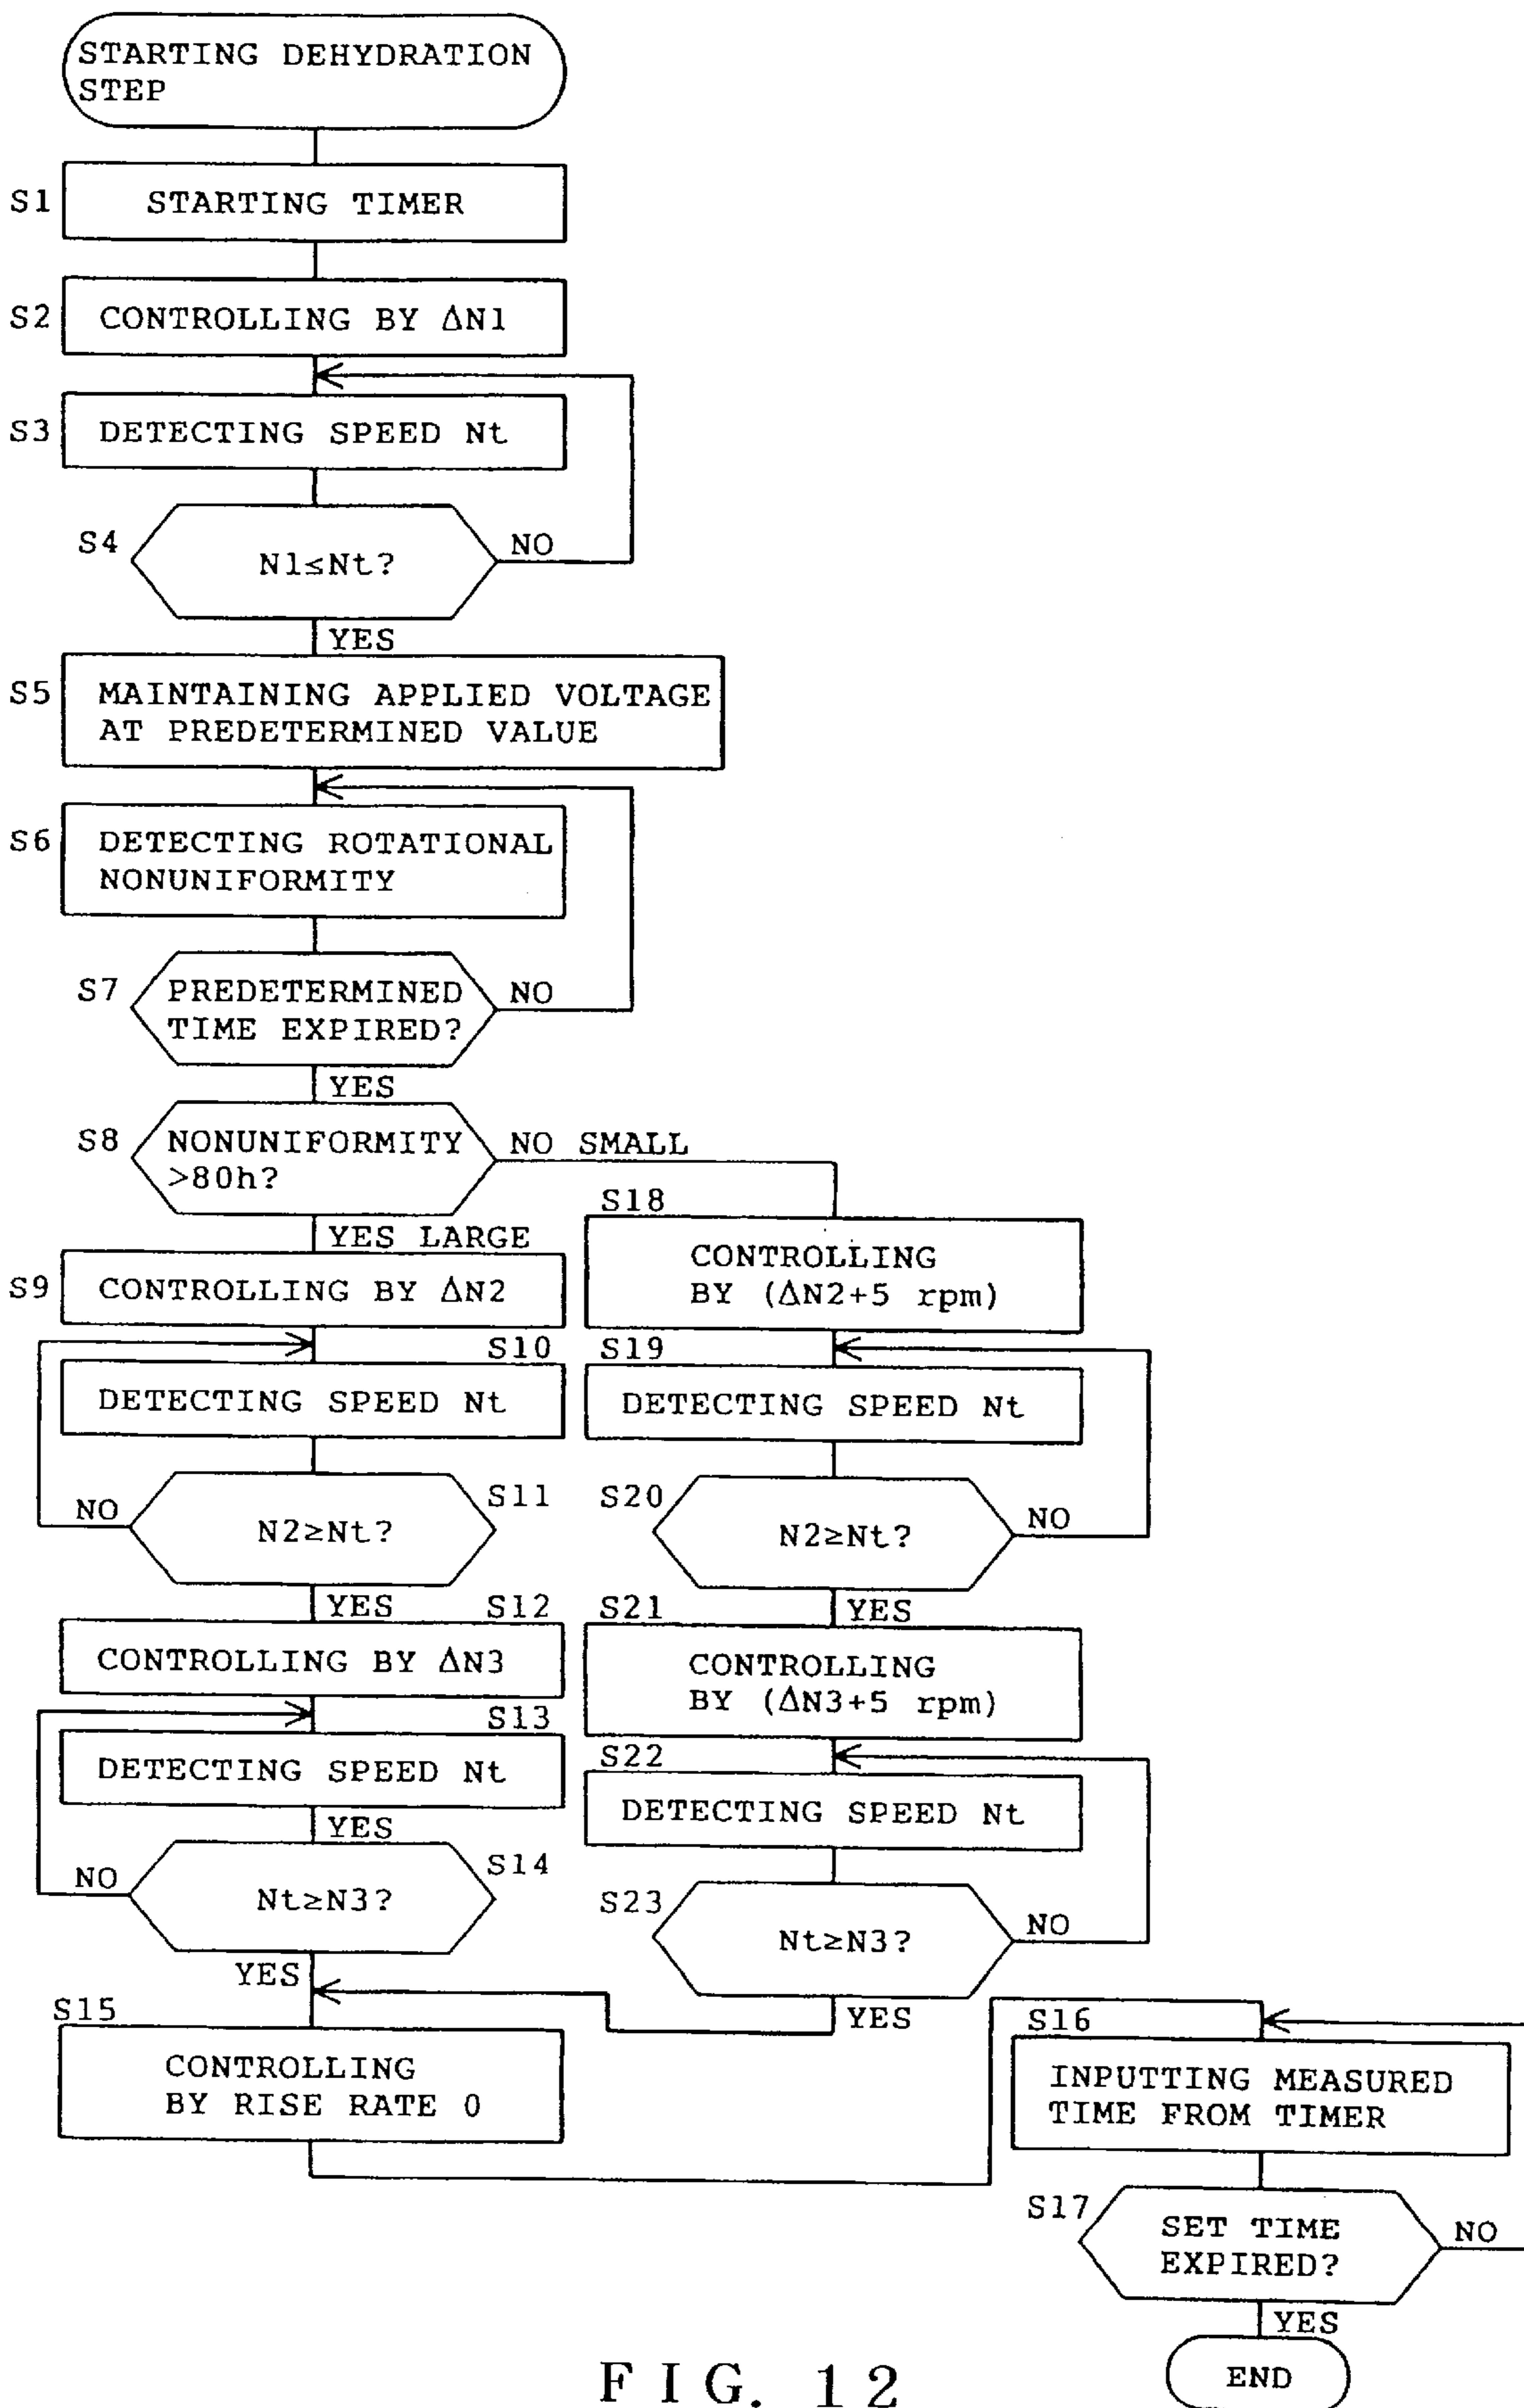 STARTING DEHYDRATION
STEP
S1
STARTING TIMER
S2
CONTROLLING BY ΔN1
S3
DETECTING SPEED Nt
S4
N1≤Nt?
NO
YES
S5
MAINTAINING APPLIED VOLTAGE
AT PREDETERMINED VALUE
S6
DETECTING ROTATIONAL
NONUNIFORMITY
S7
PREDETERMINED
TIME EXPIRED?
NO
YES
S8
NONUNIFORMITY
>80h?
NO SMALL
YES LARGE
S9
CONTROLLING BY ΔN2
S10
DETECTING SPEED Nt
S11
N2≥Nt?
NO
YES
S12
CONTROLLING BY ΔN3
S13
DETECTING SPEED Nt
YES
S14
Nt≥N3?
NO
YES
S15
CONTROLLING
BY RISE RATE 0
S18
CONTROLLING
BY (ΔN2+5 rpm)
S19
DETECTING SPEED Nt
S20
N2≥Nt?
NO
YES
S21
CONTROLLING
BY (ΔN3+5 rpm)
S22
DETECTING SPEED Nt
S23
Nt≥N3?
NO
YES
S16
INPUTTING MEASURED
TIME FROM TIMER
S17
SET TIME
EXPIRED?
NO
YES
END
FIG. 12